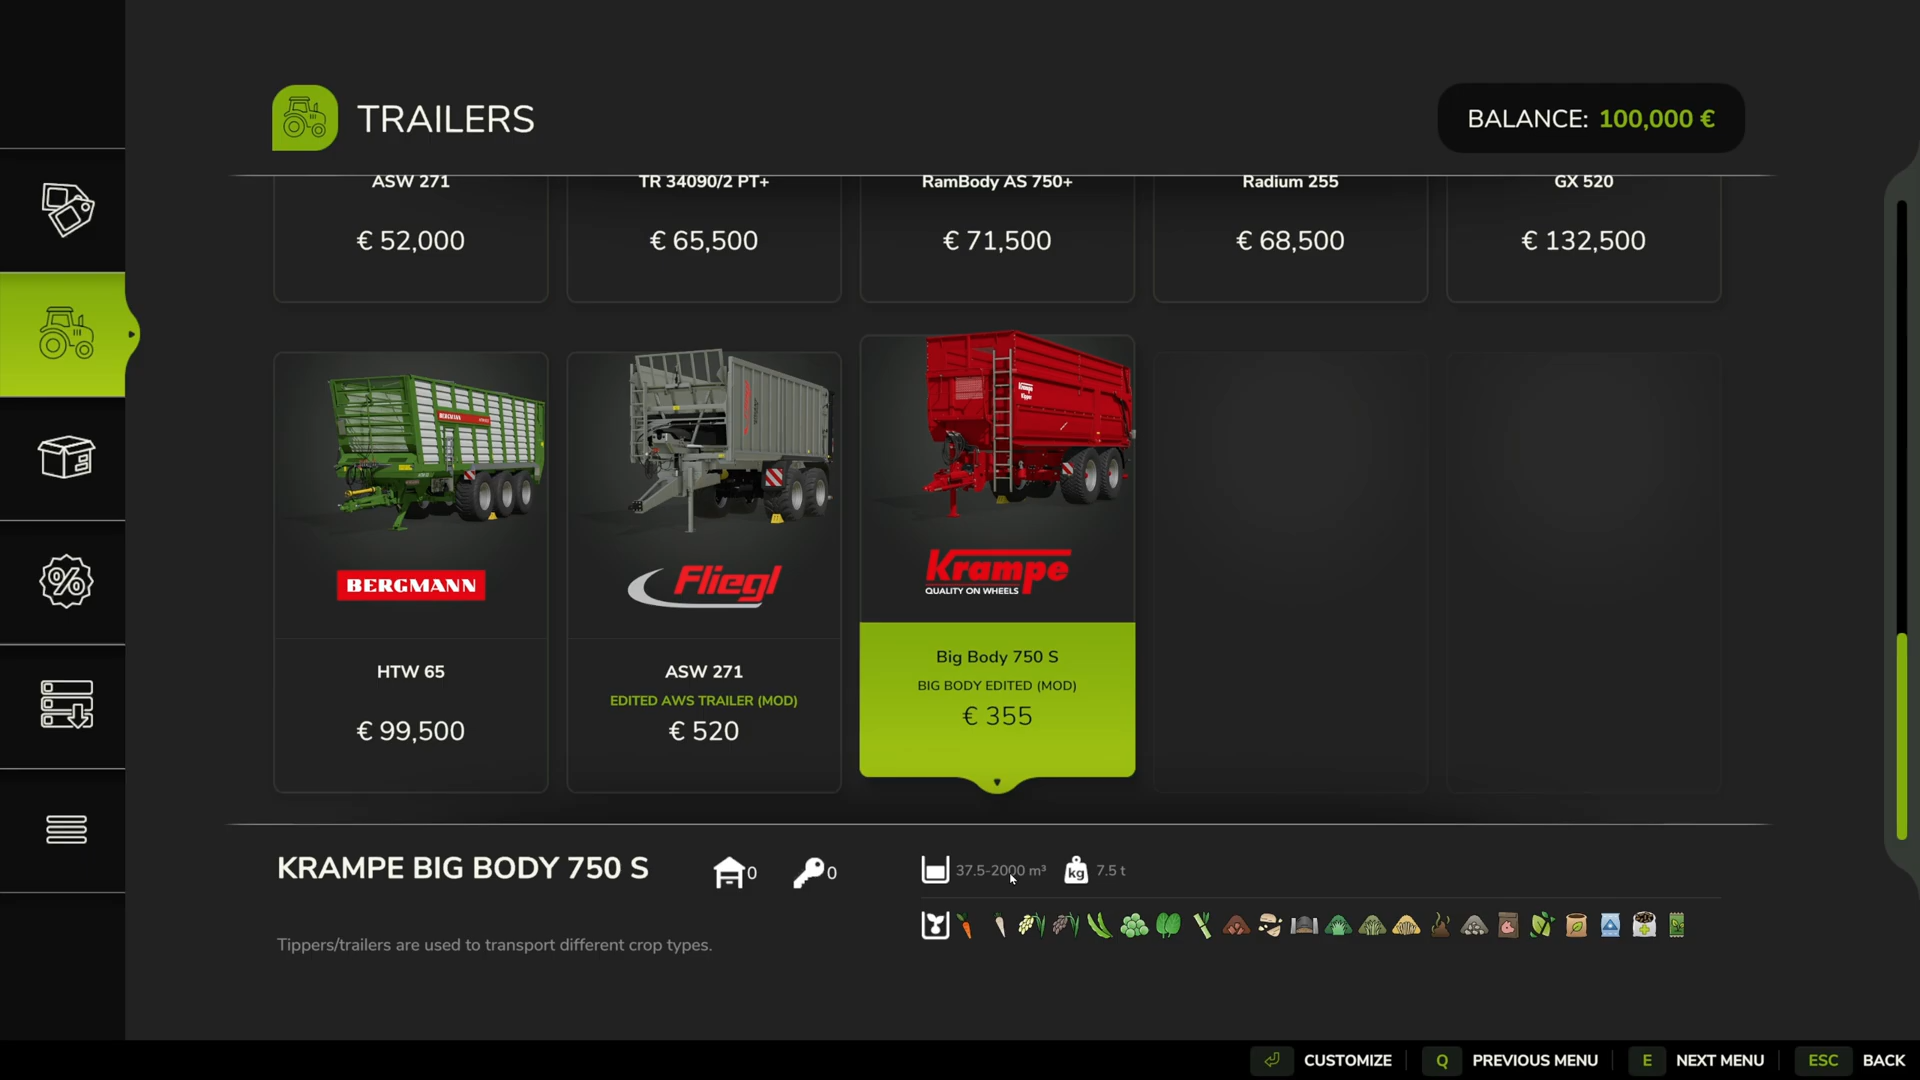 TRAILERS
BALANCE: 100,000 €
ASW 271
TR 34090/2 PT+
RamBody AS 750+
Radium 255
GX 520
€ 52,000
€ 65,500
€ 71,500
€ 68,500
€ 132,500
BERGMANN
Fliegl
Krampe
QUALITY ON WHEELS
HTW 65
€ 99,500
ASW 271
EDITED AWS TRAILER (MOD)
€ 520
Big Body 750 S
BIG BODY EDITED (MOD)
€ 355
KRAMPE BIG BODY 750 S
0
0
37.5-2000 m³
kg
7.5 t
Tippers/trailers are used to transport different crop types.
CUSTOMIZE
Q PREVIOUS MENU
E NEXT MENU
ESC BACK